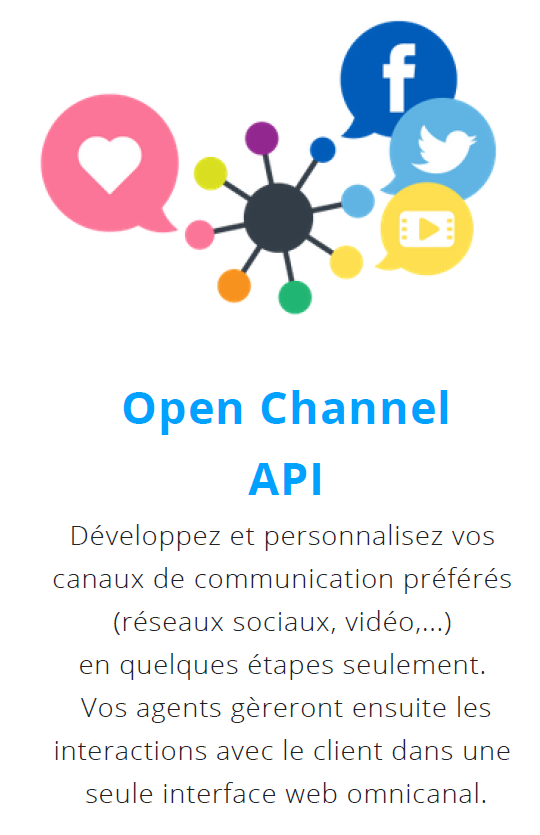 Open Channel
API
Développez et personnalisez vos
canaux de communication préférés
(réseaux sociaux, vidéo,...)
en quelques étapes seulement.
Vos agents gèreront ensuite les
interactions avec le client dans une
seule interface web omnicanal.